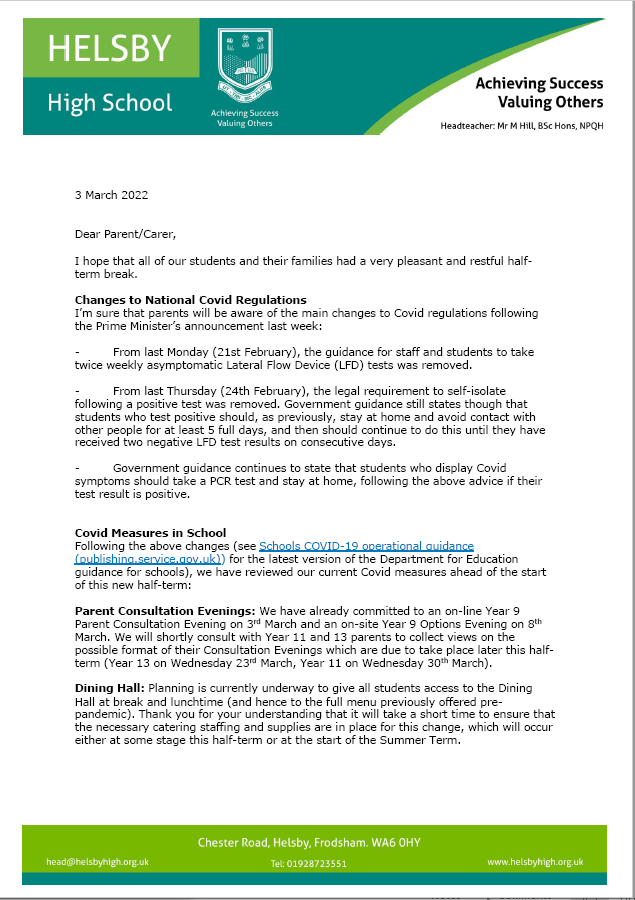 HELSBY
High School
Achieving Success
Valuing Others
Achieving Success
Valuing Others
Headteacher: Mr M Hill, BSc Hons, NPQH
3 March 2022
Dear Parent/Carer,
I hope that all of our students and their families had a very pleasant and restful half-
term break.
Changes to National Covid Regulations
I’m sure that parents will be aware of the main changes to Covid regulations following
the Prime Minister’s announcement last week:
- From last Monday (21st February), the guidance for staff and students to take
twice weekly asymptomatic Lateral Flow Device (LFD) tests was removed.
- From last Thursday (24th February), the legal requirement to self-isolate
following a positive test was removed. Government guidance still states though that
students who test positive should, as previously, stay at home and avoid contact with
other people for at least 5 full days, and then should continue to do this until they have
received two negative LFD test results on consecutive days.
- Government guidance continues to state that students who display Covid
symptoms should take a PCR test and stay at home, following the above advice if their
test result is positive.
Covid Measures in School
Following the above changes (see Schools COVID-19 operational guidance
(publishing.service.gov.uk)) for the latest version of the Department for Education
guidance for schools), we have reviewed our current Covid measures ahead of the start
of this new half-term:
Parent Consultation Evenings: We have already committed to an on-line Year 9
Parent Consultation Evening on 3rd March and an on-site Year 9 Options Evening on 8th
March. We will shortly consult with Year 11 and 13 parents to collect views on the
possible format of their Consultation Evenings which are due to take place later this half-
term (Year 13 on Wednesday 23rd March, Year 11 on Wednesday 30th March).
Dining Hall: Planning is currently underway to give all students access to the Dining
Hall at break and lunchtime (and hence to the full menu previously offered pre-
pandemic). Thank you for your understanding that it will take a short time to ensure that
the necessary catering staffing and supplies are in place for this change, which will occur
either at some stage this half-term or at the start of the Summer Term.
Chester Road, Helsby, Frodsham. WA6 0HY
head@helsbyhigh.org.uk Tel: 01928723551 www.helsbyhigh.org.uk